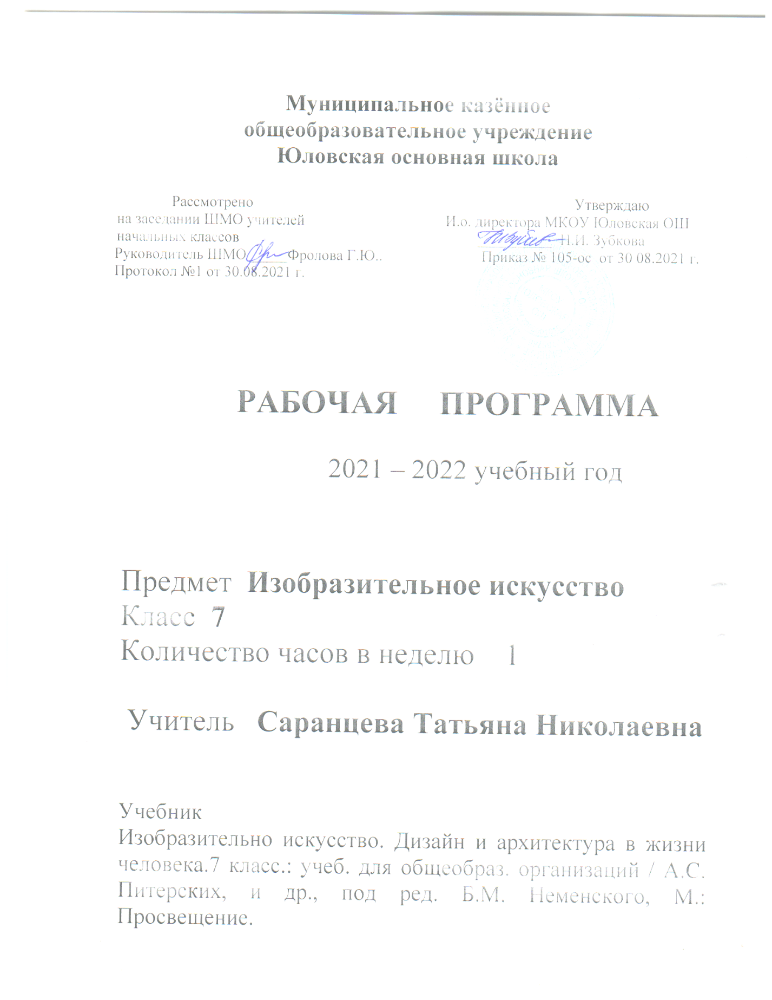 Муниципальное казённое
общеобразовательное учреждение
Юловская основная школа
Рассмотрено
на заседании ШМО учителей
начальных классов
Руководитель ШМО_____Фролова Г.Ю..
Протокол №1 от 30.08.2021 г.
Утверждаю
И.о. директора МКОУ Юловская ОШ
__________ Н.И. Зубкова
Приказ № 105-ос от 30 08.2021 г.
РАБОЧАЯ ПРОГРАММА
2021 – 2022 учебный год
Предмет Изобразительное искусство
Класс 7
Количество часов в неделю 1
Учитель Саранцева Татьяна Николаевна
Учебник
Изобразительно искусство. Дизайн и архитектура в жизни
человека.7 класс.: учеб. для общеобраз. организаций / А.С.
Питерских, и др., под ред. Б.М. Неменского, М.:
Просвещение.